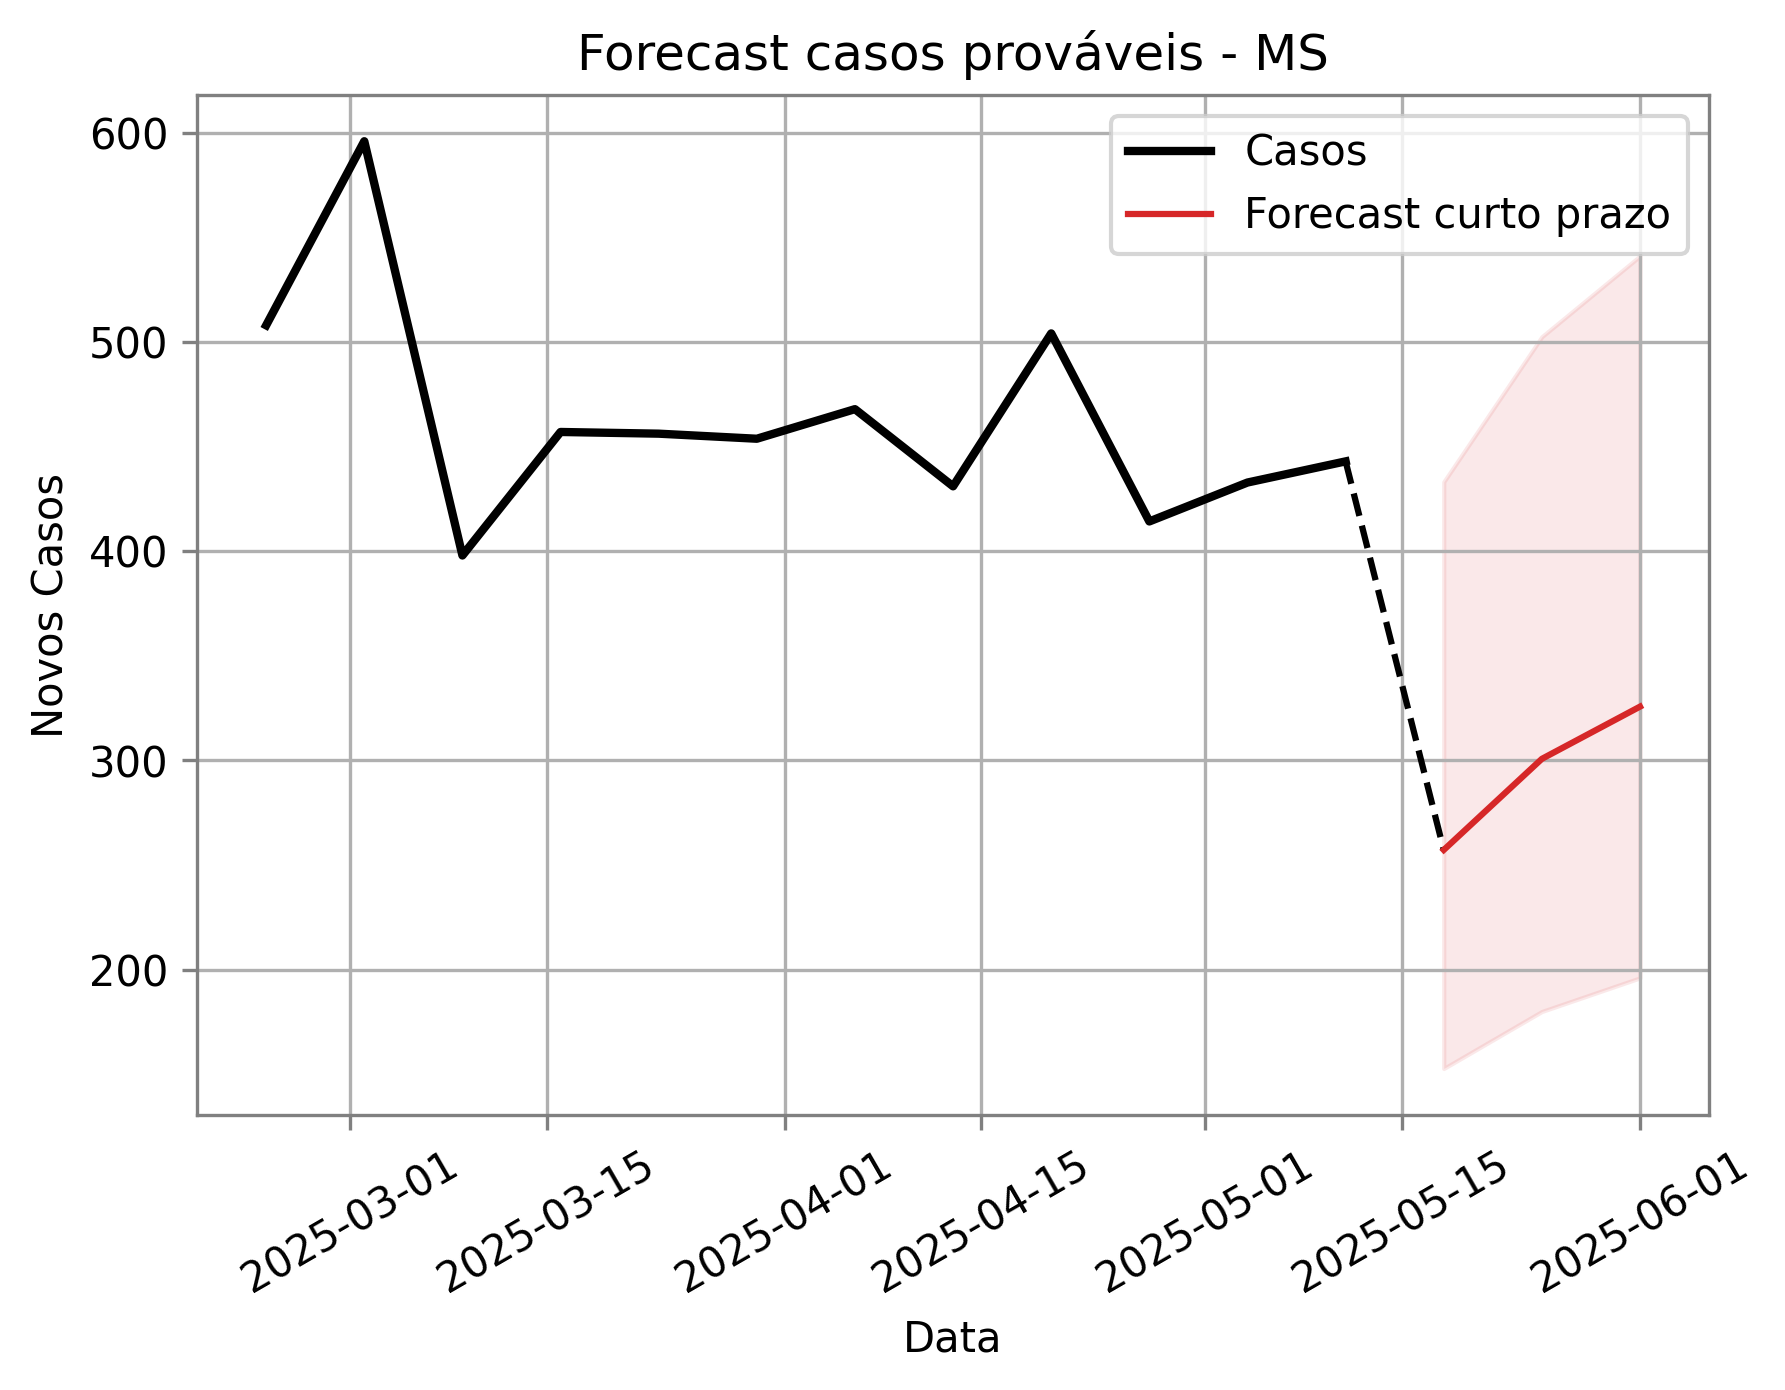 Forecast casos prováveis - MS
Casos
Forecast curto prazo
Novos Casos
600
500
400
300
200
2025-03-01
2025-03-15
2025-04-01
2025-04-15
2025-05-01
2025-05-15
2025-06-01
Data